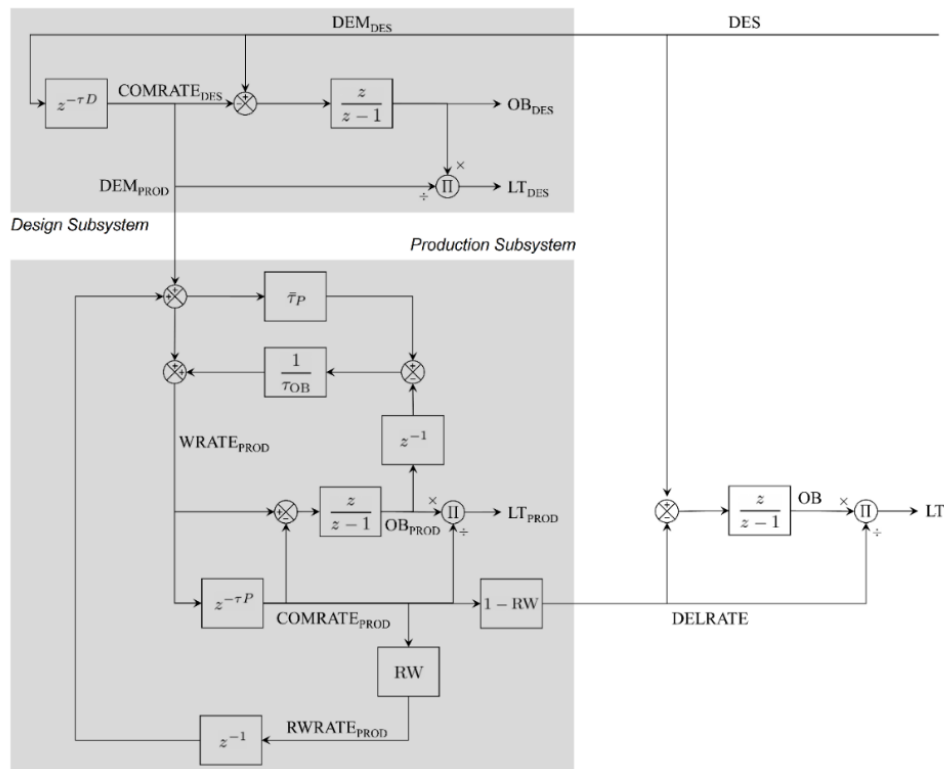 DEM_DES
DES
z^{-τD}
COMRATE_DES
+
−
z
z − 1
OB_DES
×
DEM_PROD
÷
Π
LT_DES
Design Subsystem
Production Subsystem
+
+
τ̄_P
+
+
1
τ_OB
+
−
WRATE_PROD
z^{-1}
+
−
z
z − 1
OB_PROD
×
Π
÷
LT_PROD
+
−
z
z − 1
OB
×
Π
÷
LT
z^{-τP}
COMRATE_PROD
1 − RW
DELRATE
RW
RWRATE_PROD
z^{-1}